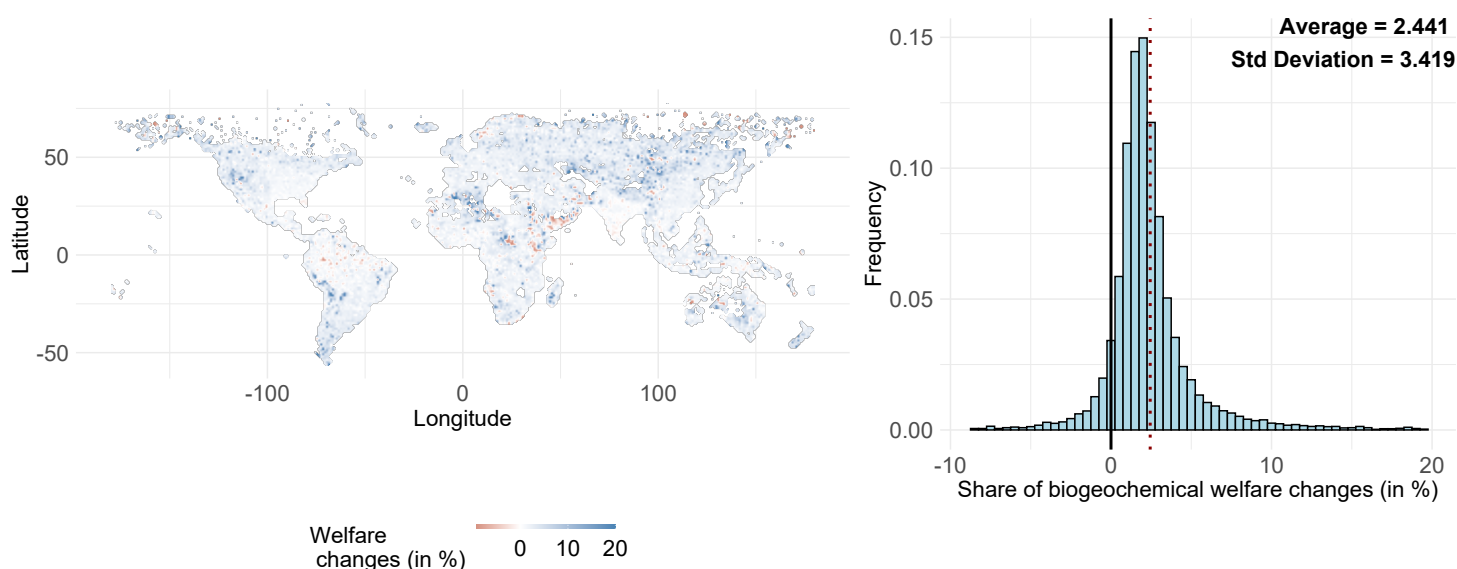 50
0
-50
Latitude
-100
0
100
Longitude
Welfare
changes (in %)
0
10
20
Average = 2.441
Std Deviation = 3.419
0.15
0.10
0.05
0.00
Frequency
-10
0
10
20
Share of biogeochemical welfare changes (in %)